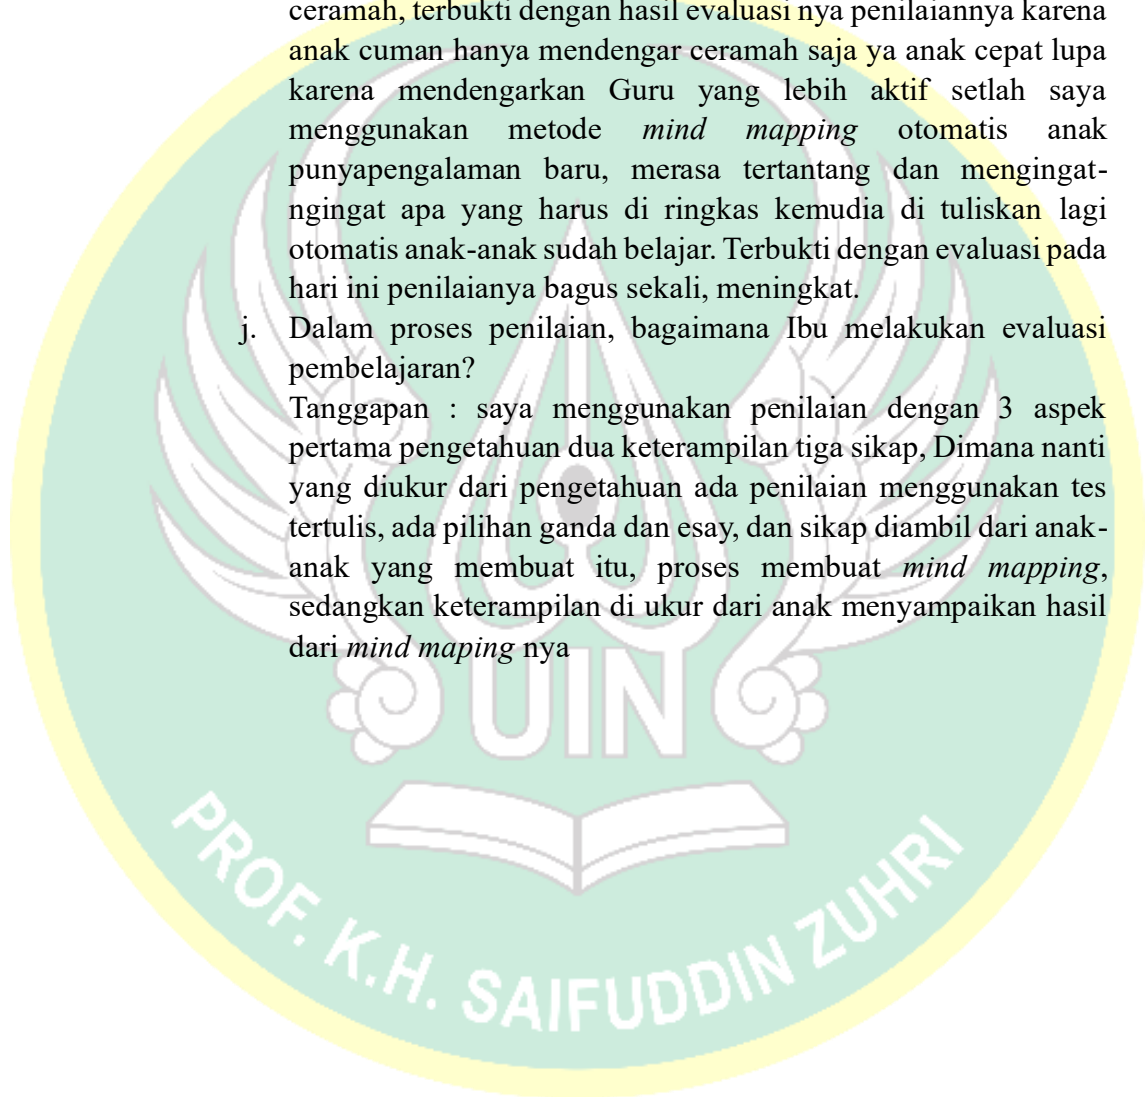 ceramah, terbukti dengan hasil evaluasi nya penilaiannya karena
anak cuman hanya mendengar ceramah saja ya anak cepat lupa
karena mendengarkan Guru yang lebih aktif setlah saya
menggunakan metode mind mapping otomatis anak
punyapengalaman baru, merasa tertantang dan mengingat-
ngingat apa yang harus di ringkas kemudia di tuliskan lagi
otomatis anak-anak sudah belajar. Terbukti dengan evaluasi pada
hari ini penilaianya bagus sekali, meningkat.
j. Dalam proses penilaian, bagaimana Ibu melakukan evaluasi
pembelajaran?
Tanggapan : saya menggunakan penilaian dengan 3 aspek
pertama pengetahuan dua keterampilan tiga sikap, Dimana nanti
yang diukur dari pengetahuan ada penilaian menggunakan tes
tertulis, ada pilihan ganda dan esay, dan sikap diambil dari anak-
anak yang membuat itu, proses membuat mind mapping,
sedangkan keterampilan di ukur dari anak menyampaikan hasil
dari mind maping nya
UIN
PROF. K.H. SAIFUDDIN ZUHRI